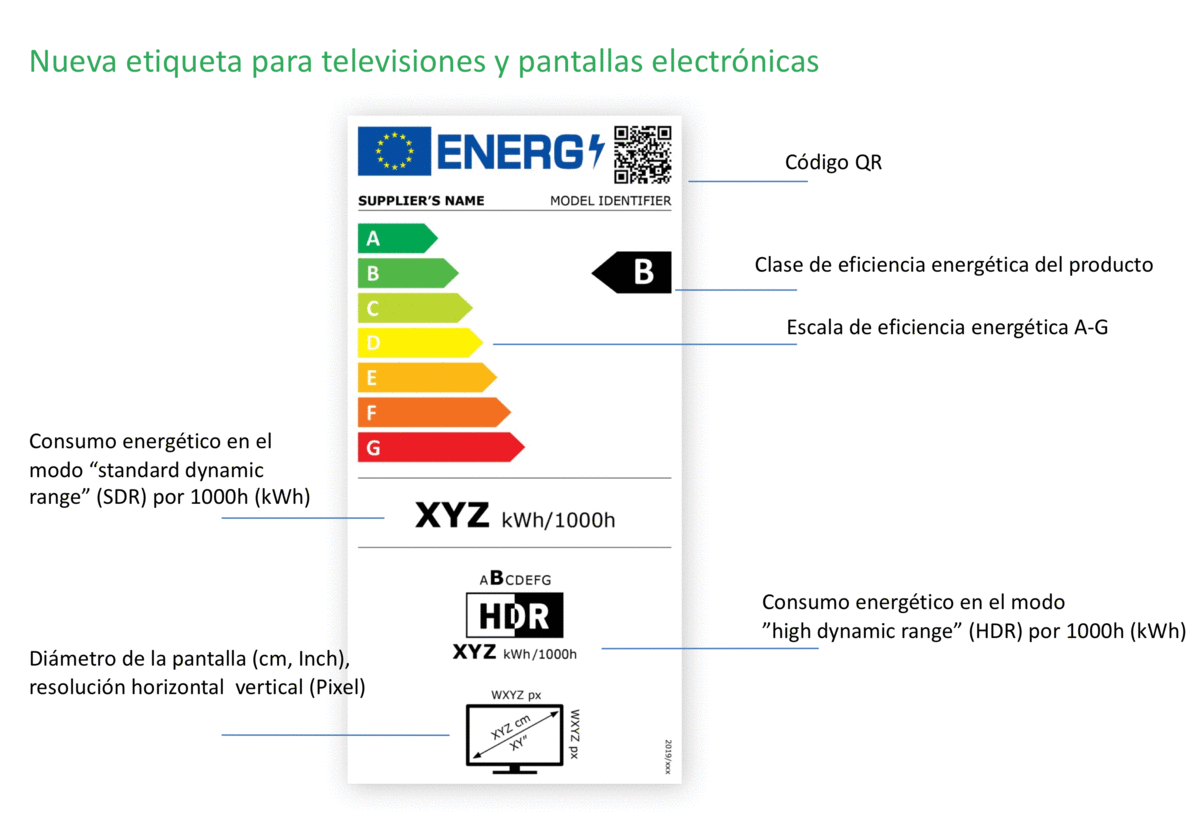 Nueva etiqueta para televisiones y pantallas electrónicas
ENERG
SUPPLIER'S NAME
MODEL IDENTIFIER
Código QR
A
B
C
D
E
F
G
B
Clase de eficiencia energética del producto
Escala de eficiencia energética A-G
Consumo energético en el
modo “standard dynamic
range” (SDR) por 1000h (kWh)
XYZ kWh/1000h
ABCDEFG
HDR
XYZ kWh/1000h
Consumo energético en el modo
”high dynamic range” (HDR) por 1000h (kWh)
Diámetro de la pantalla (cm, Inch),
resolución horizontal  vertical (Pixel)
WXYZ px
XYZ cm
XY”
WXYZ px
2019/xxx